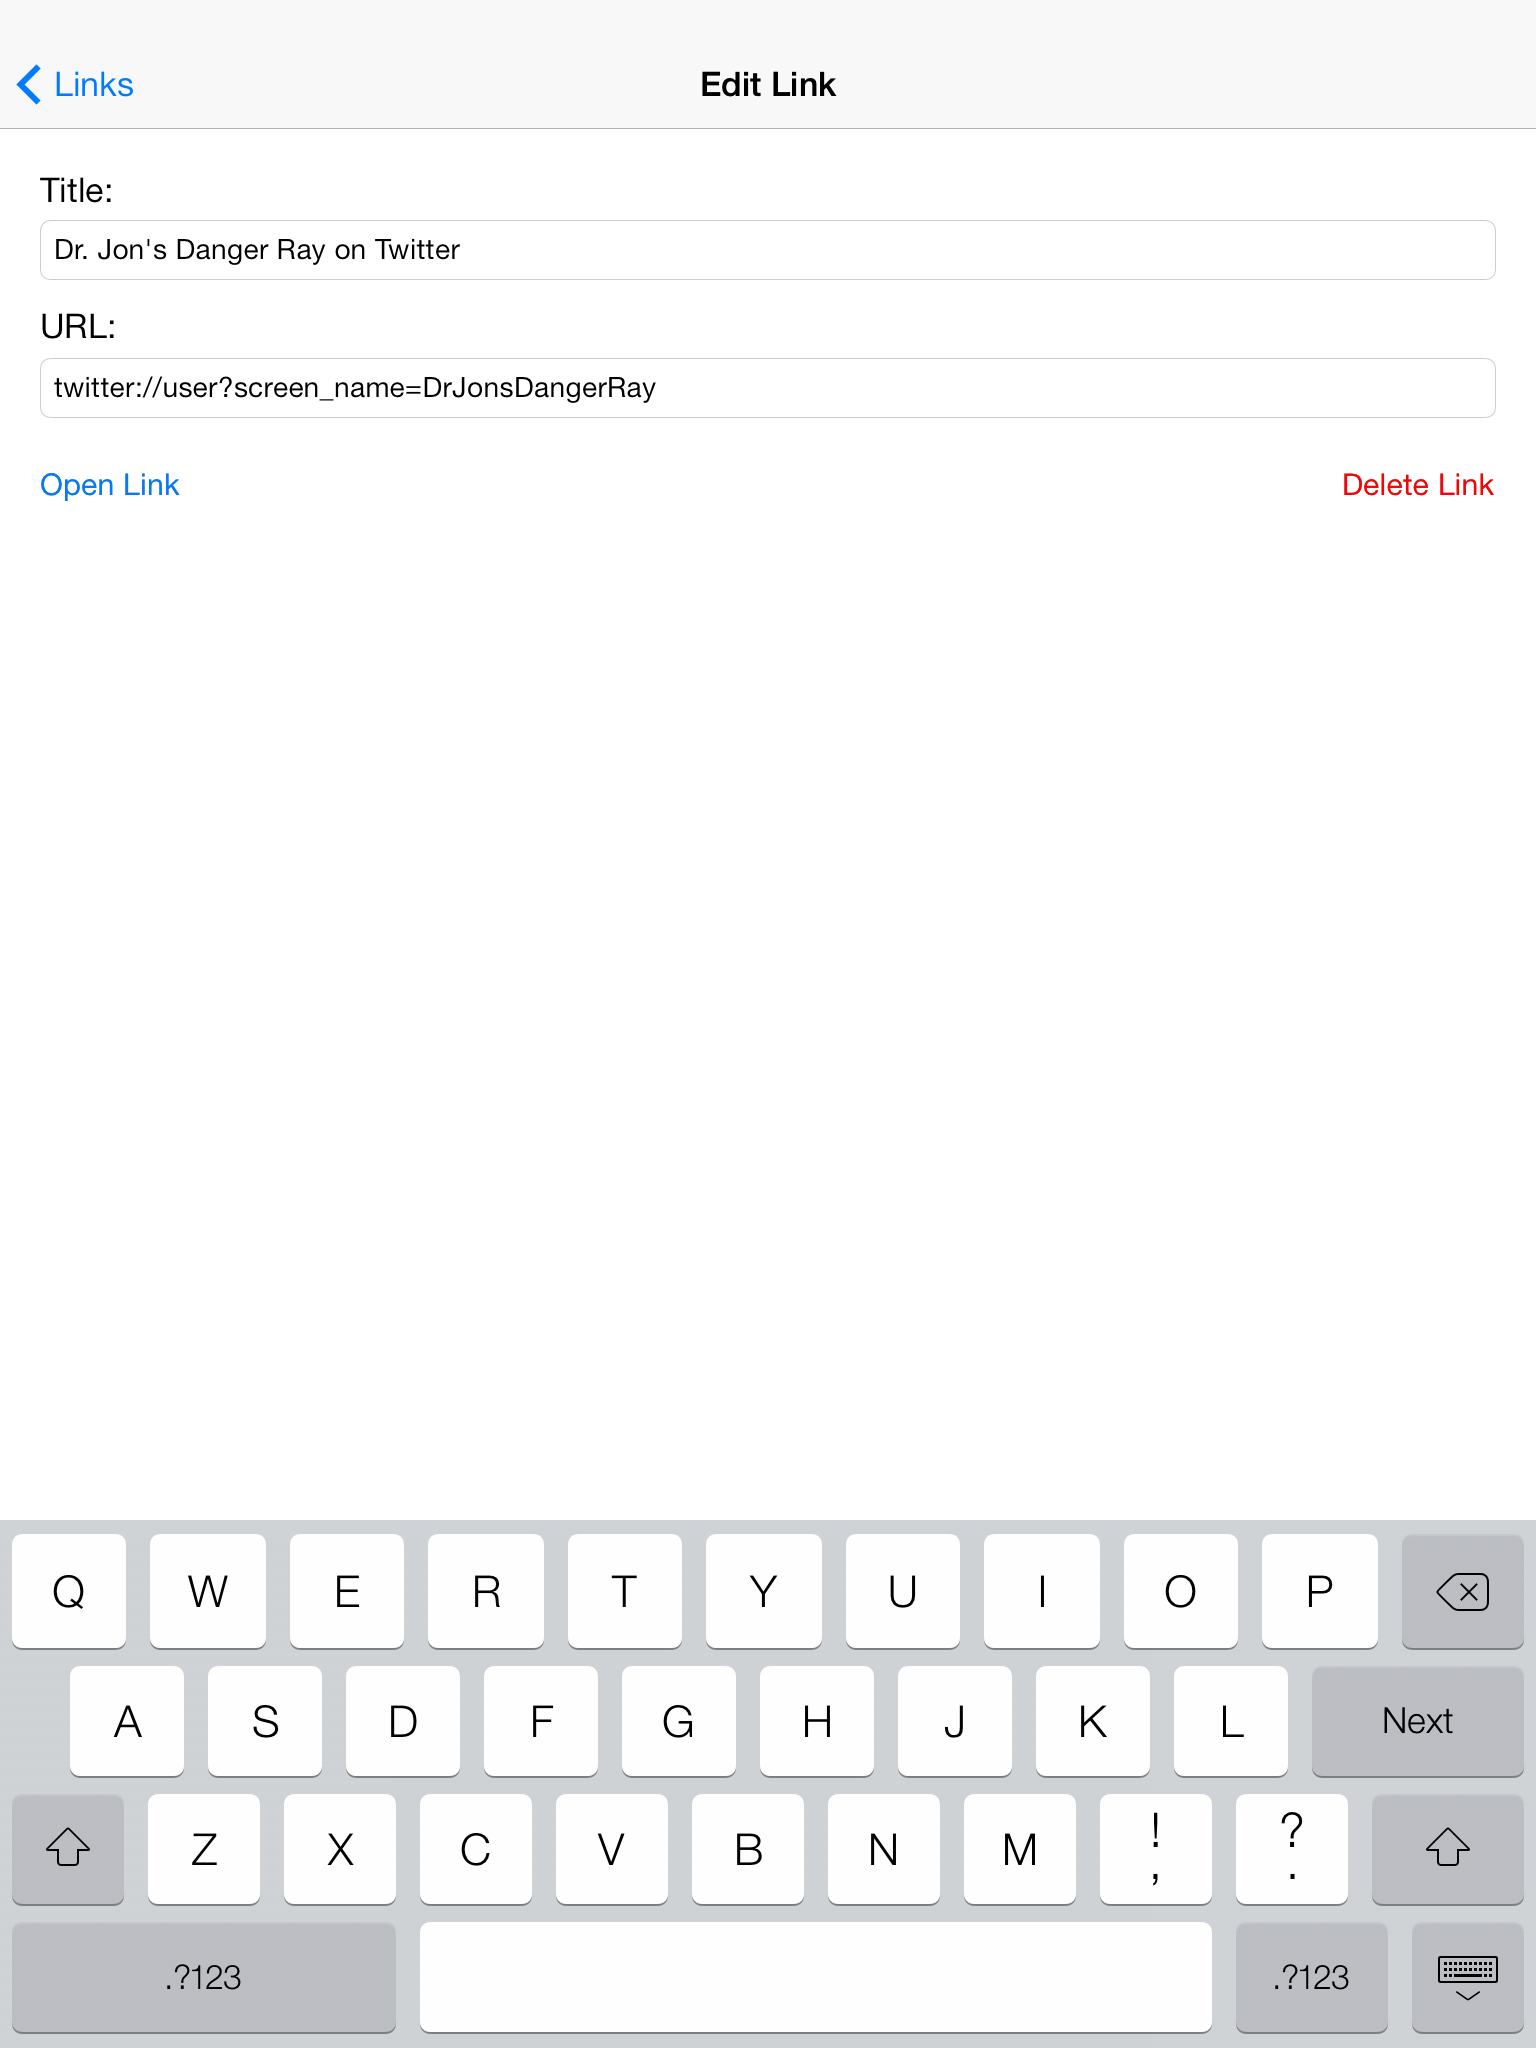 Links
Edit Link
Title:
Dr. Jon's Danger Ray on Twitter
URL:
twitter://user?screen_name=DrJonsDangerRay
Open Link Delete Link
Q W E R T Y U I O P
A S D F G H J K L Next
Z X C V B N M ! , ? .
.?123 .?123